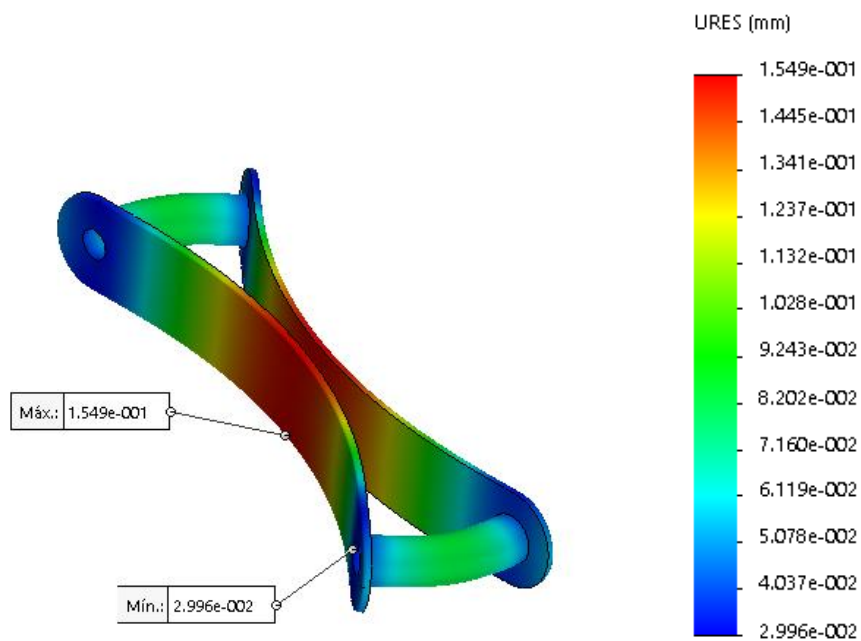 URES (mm)
1.549e-001
1.445e-001
1.341e-001
1.237e-001
1.132e-001
1.028e-001
9.243e-002
8.202e-002
7.160e-002
6.119e-002
5.078e-002
4.037e-002
2.996e-002
Máx.: 1.549e-001
Mín.: 2.996e-002